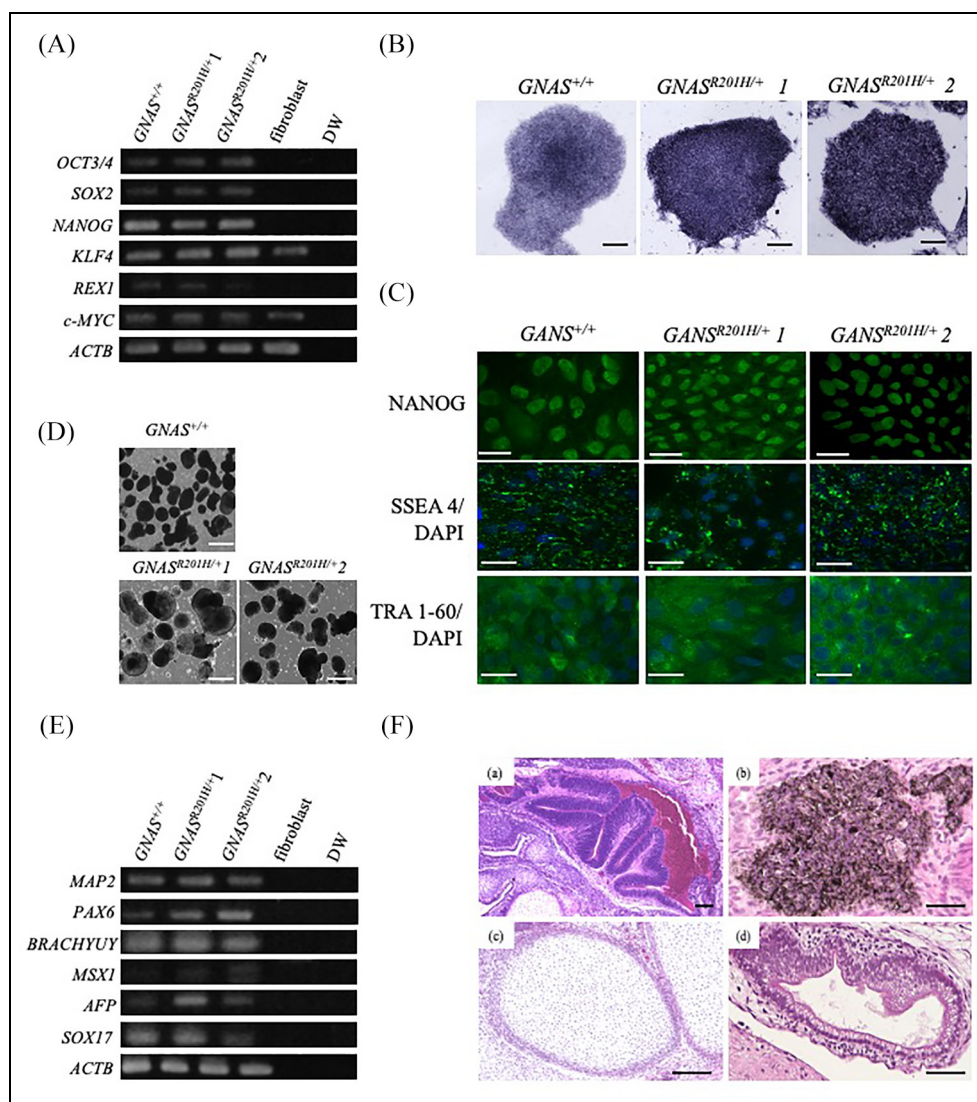 (A)
GNAS+/+
GNASR201H/+1
GNASR201H/+2
fibroblast
DW
OCT3/4
SOX2
NANOG
KLF4
REX1
c-MYC
ACTB
(B)
GNAS+/+
GNASR201H/+ 1
GNASR201H/+ 2
(C)
GANS+/+
GANSR201H/+ 1
GANSR201H/+ 2
NANOG
SSEA 4/
DAPI
TRA 1-60/
DAPI
(D)
GNAS+/+
GNASR201H/+1
GNASR201H/+2
(E)
GNAS+/+
GNASR201H/+1
GNASR201H/+2
fibroblast
DW
MAP2
PAX6
BRACHYUY
MSX1
AFP
SOX17
ACTB
(F)
(a)
(b)
(c)
(d)